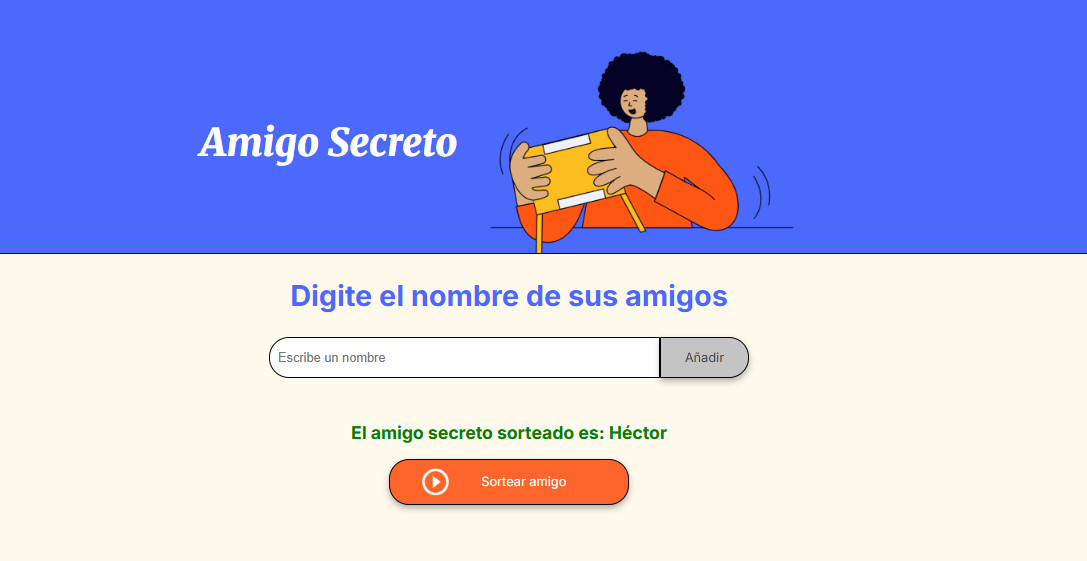 Amigo Secreto
Digite el nombre de sus amigos
Escribe un nombre
Añadir
El amigo secreto sorteado es: Héctor
Sortear amigo